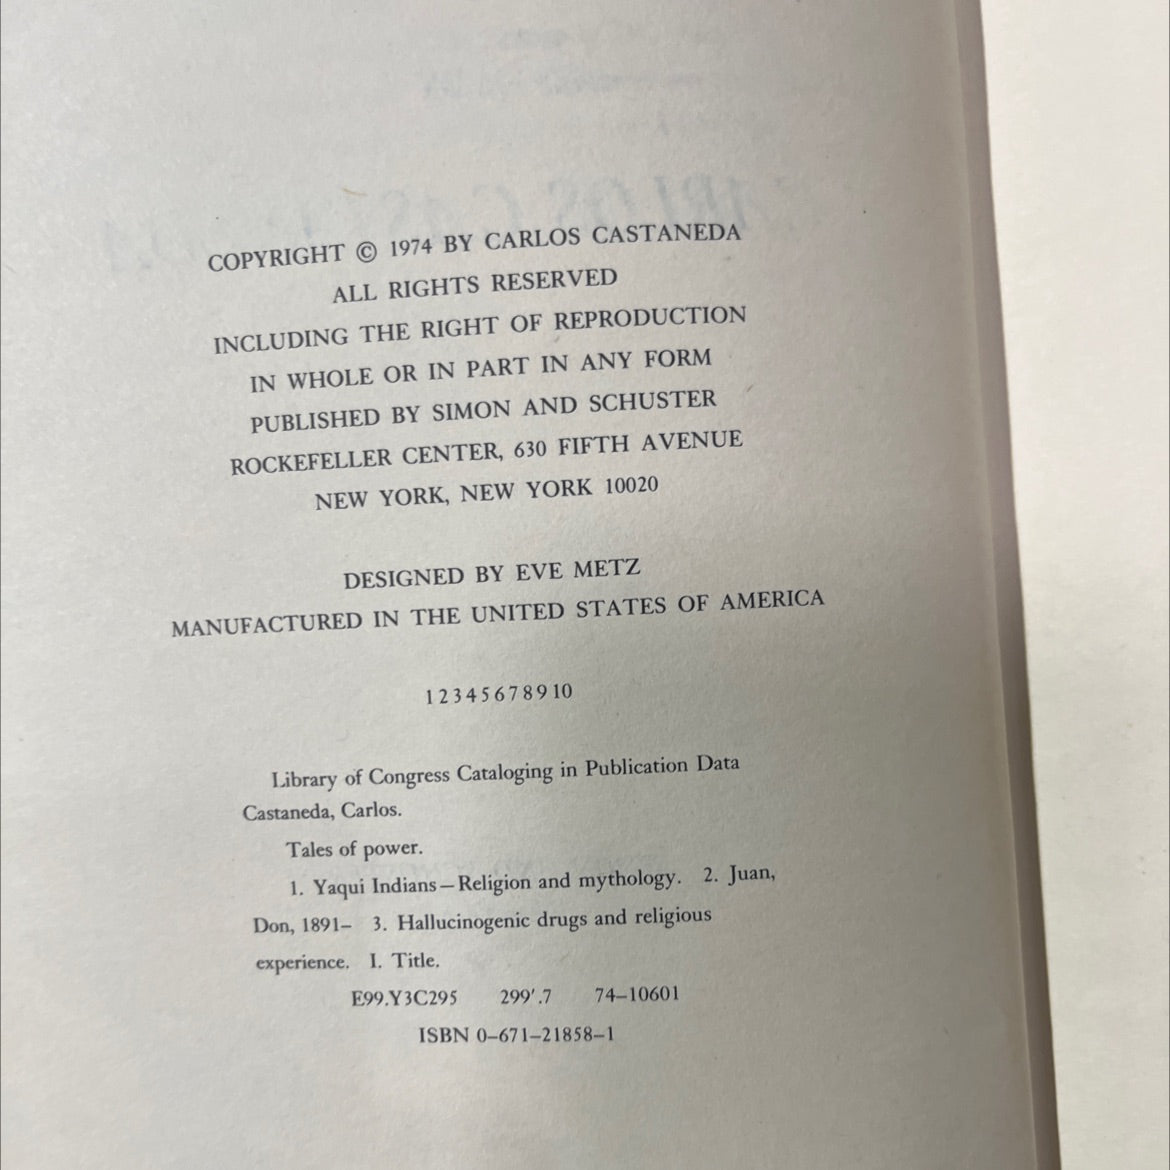 COPYRIGHT © 1974 BY CARLOS CASTANEDA
ALL RIGHTS RESERVED
INCLUDING THE RIGHT OF REPRODUCTION
IN WHOLE OR IN PART IN ANY FORM
PUBLISHED BY SIMON AND SCHUSTER
ROCKEFELLER CENTER, 630 FIFTH AVENUE
NEW YORK, NEW YORK 10020
DESIGNED BY EVE METZ
MANUFACTURED IN THE UNITED STATES OF AMERICA
1 2 3 4 5 6 7 8 9 10
Library of Congress Cataloging in Publication Data
Castaneda, Carlos.
Tales of power.
1. Yaqui Indians—Religion and mythology. 2. Juan,
Don, 1891– 3. Hallucinogenic drugs and religious
experience. I. Title.
E99.Y3C295 299'.7 74–10601
ISBN 0–671–21858–1